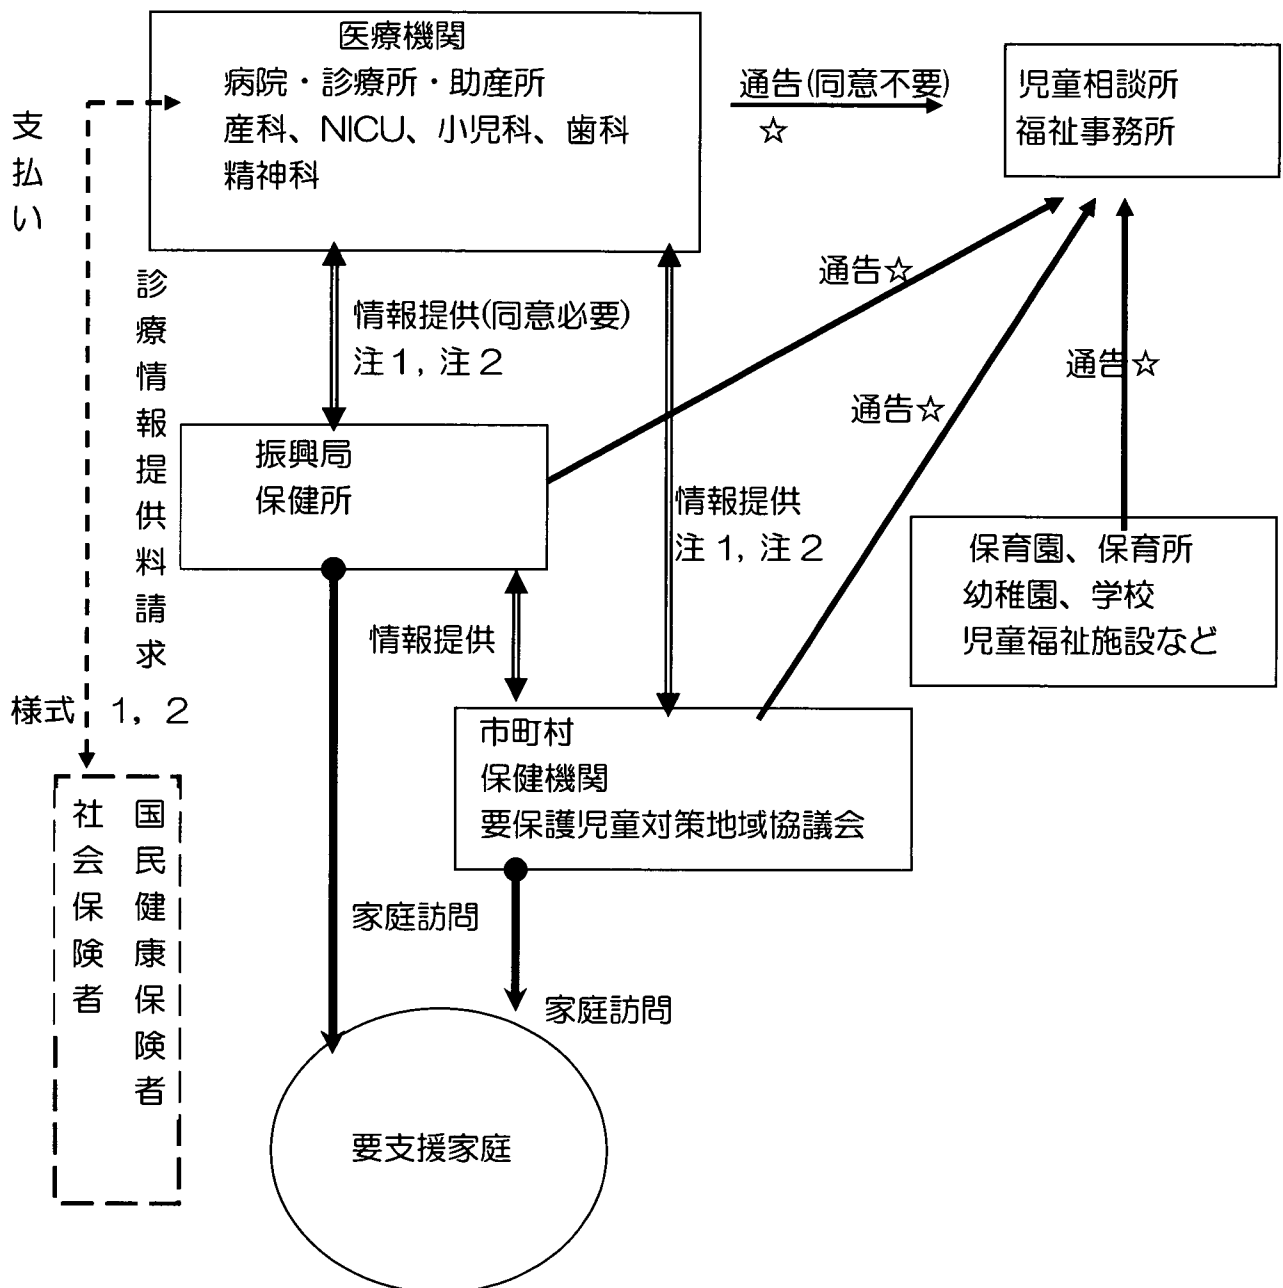 医療機関
病院・診療所・助産所
産科、NICU、小児科、歯科
精神科
通告(同意不要)
☆
児童相談所
福祉事務所
支払い
診療情報提供料請求
様式 1, 2
情報提供(同意必要)
注1, 注2
通告☆
通告☆
通告☆
振興局
保健所
情報提供
注1, 注2
保育園、保育所
幼稚園、学校
児童福祉施設など
情報提供
市町村
保健機関
要保護児童対策地域協議会
国民健康保険者
社会保険者
家庭訪問
家庭訪問
要支援家庭